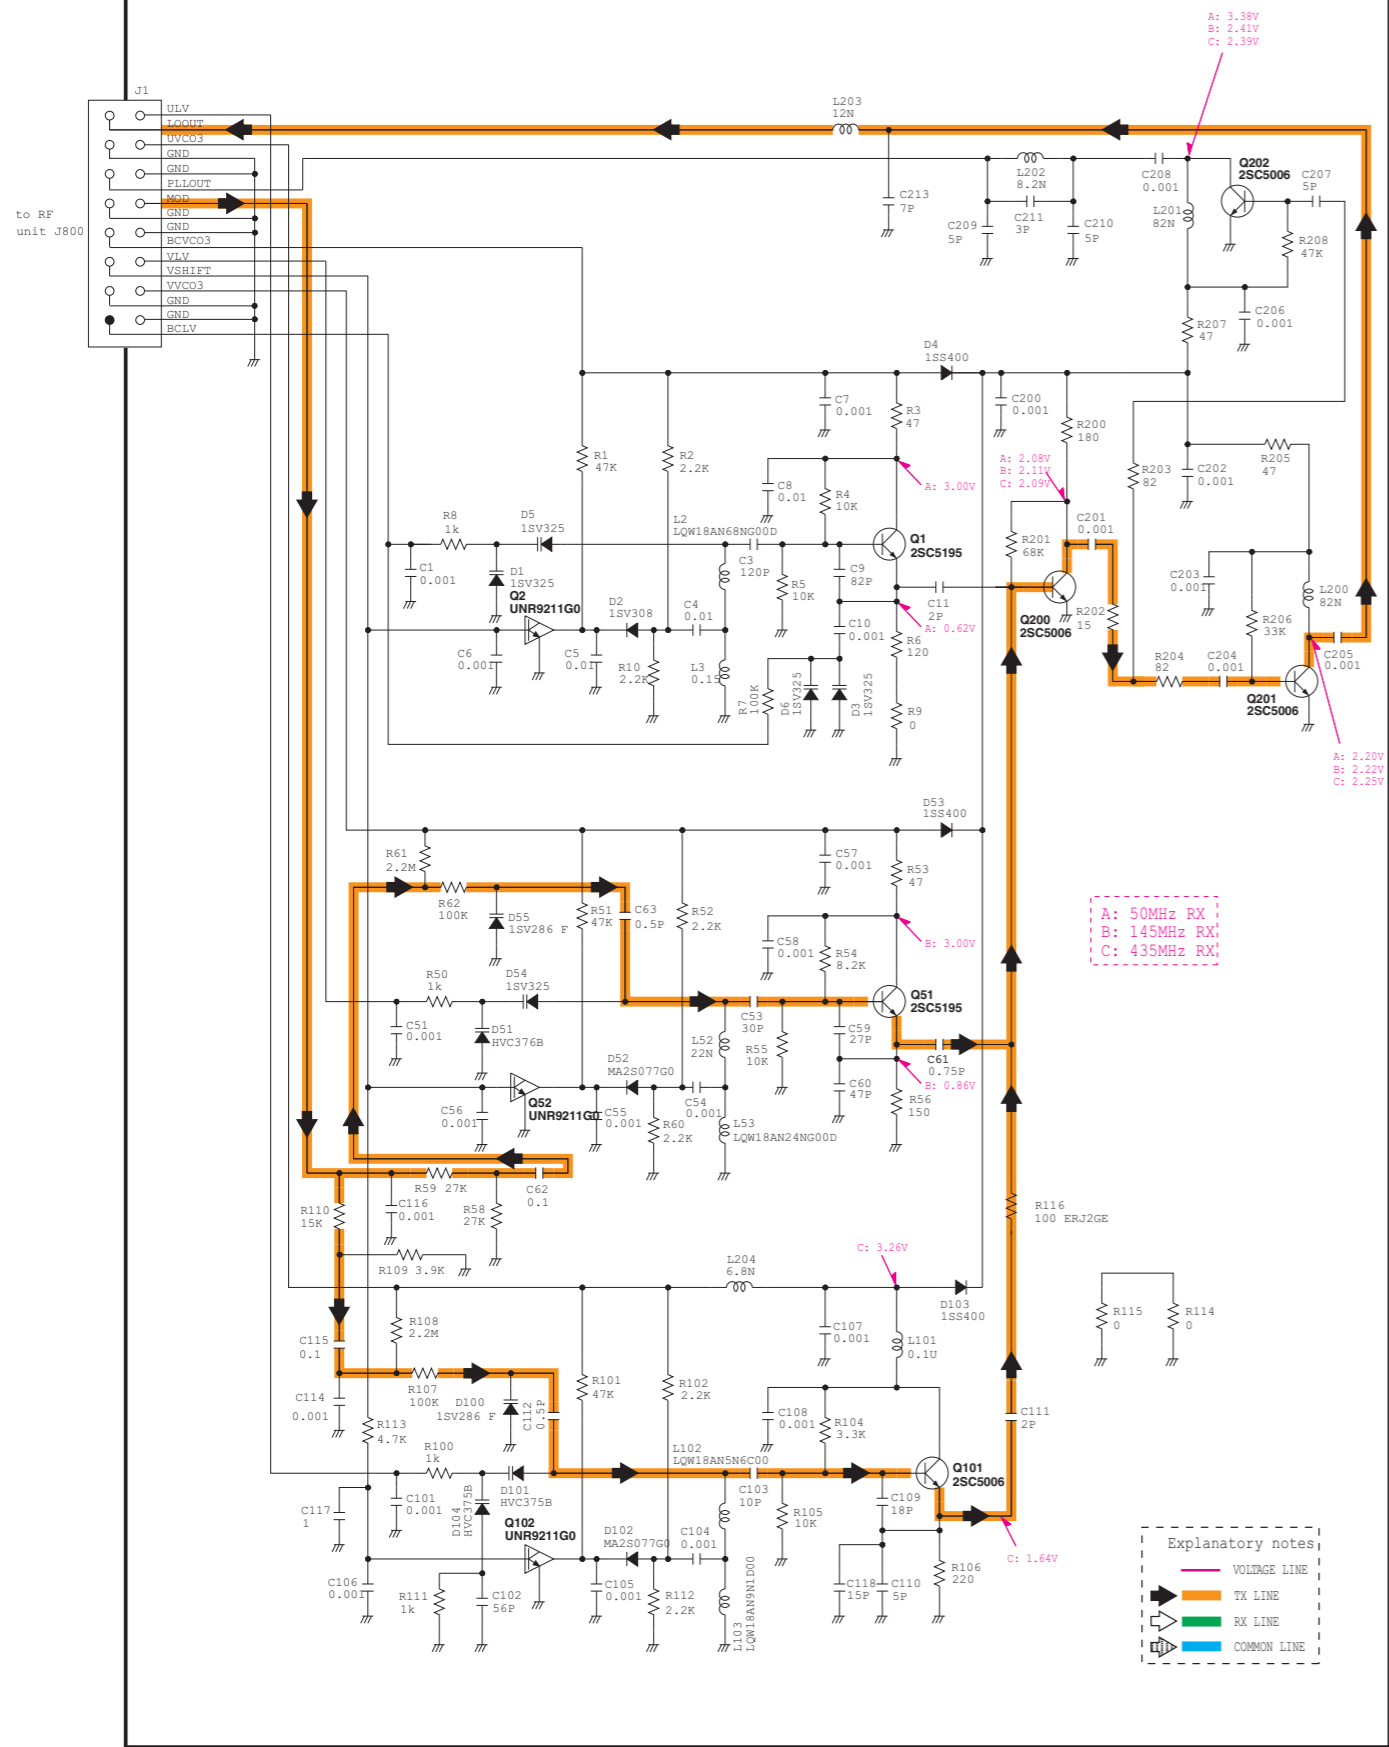 A: 3.38V
B: 2.41V
C: 2.39V
J1
ULV
LOOUT
UVCO3
GND
GND
PLLOUT
MOD
GND
GND
BCVCO3
VLV
VSHIFT
VVCO3
GND
GND
BCLV
to RF
unit J800
L203
12N
C213
7P
L202
8.2N
C209
5P
C211
3P
C210
5P
C208
0.001
L201
82N
Q202
2SC5006
C207
5P
R208
47K
C206
0.001
R207
47
D4
1SS400
C7
0.001
R3
47
C200
0.001
R200
180
R1
47K
R2
2.2K
C8
0.01
R4
10K
A: 3.00V
A: 2.08V
B: 2.11V
C: 2.09V
R203
82
C202
0.001
R205
47
R8
1k
D5
1SV325
L2
LQW18AN68NG00D
Q1
2SC5195
R201
68K
C201
0.001
C1
0.001
D1
1SV325
Q2
UNR9211G0
D2
1SV308
C4
0.01
C3
120P
R5
10K
C9
82P
C11
2P
Q200
2SC5006
R202
15
C203
0.001
R206
33K
L200
82N
C6
0.001
C5
0.01
R10
2.2K
L3
0.15
C10
0.001
A: 0.62V
R6
120
R7
100K
D6
1SV325
D3
1SV325
R9
0
R204
82
C204
0.001
Q201
2SC5006
C205
0.001
A: 2.20V
B: 2.22V
C: 2.25V
D53
1SS400
R61
2.2M
C57
0.001
R53
47
R62
100K
D55
1SV286 F
R51
47K
C63
0.5P
R52
2.2K
C58
0.001
R54
8.2K
B: 3.00V
A: 50MHz RX
B: 145MHz RX
C: 435MHz RX
R50
1k
D54
1SV325
Q51
2SC5195
C51
0.001
D51
HVC376B
L52
22N
C53
30P
R55
10K
C59
27P
C61
0.75P
D52
MA2S077G0
B: 0.86V
C56
0.001
Q52
UNR9211G0
C55
0.001
R60
2.2K
C54
0.001
L53
LQW18AN24NG00D
C60
47P
R56
150
R59 27K
C62
0.1
R110
15K
C116
0.001
R58
27K
R116
100 ERJ2GE
R109 3.9K
L204
6.8N
C: 3.26V
D103
1SS400
R115
0
R114
0
R108
2.2M
C107
0.001
L101
0.1U
C115
0.1
C114
0.001
R107
100K
D100
1SV286 F
C112
0.5P
R101
47K
R102
2.2K
C108
0.001
R104
3.3K
C111
2P
R113
4.7K
R100
1k
L102
LQW18AN5N6C00
Q101
2SC5006
C117
1
C101
0.001
D104
HVC375B
D101
HVC375B
C103
10P
R105
10K
C109
18P
Q102
UNR9211G0
D102
MA2S077G0
C104
0.001
C: 1.64V
C106
0.001
R111
1k
C102
56P
C105
0.001
R112
2.2K
L103
LQW18AN9N1D00
C118
15P
C110
5P
R106
220
Explanatory notes
VOLTAGE LINE
TX LINE
RX LINE
COMMON LINE